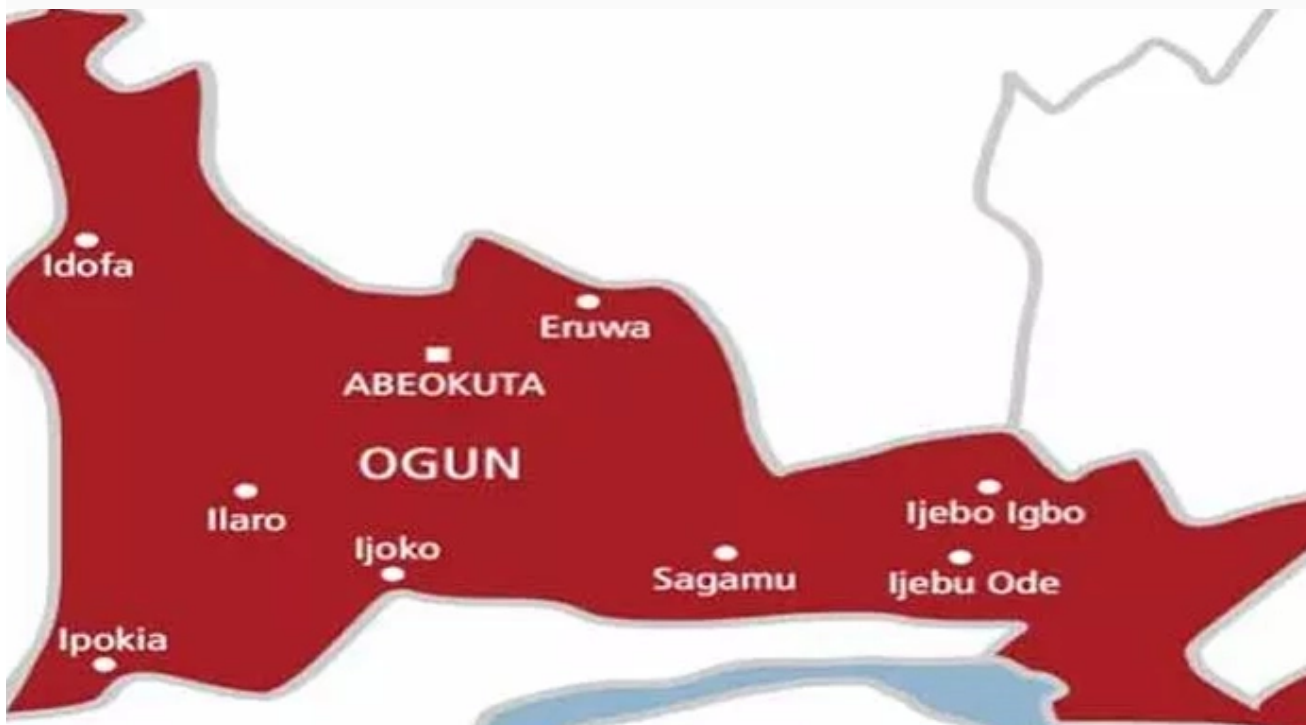 Idofa
Eruwa
ABEOKUTA
OGUN
Ilaro
Ijebo Igbo
Ijoko
Sagamu
Ijebu Ode
Ipokia